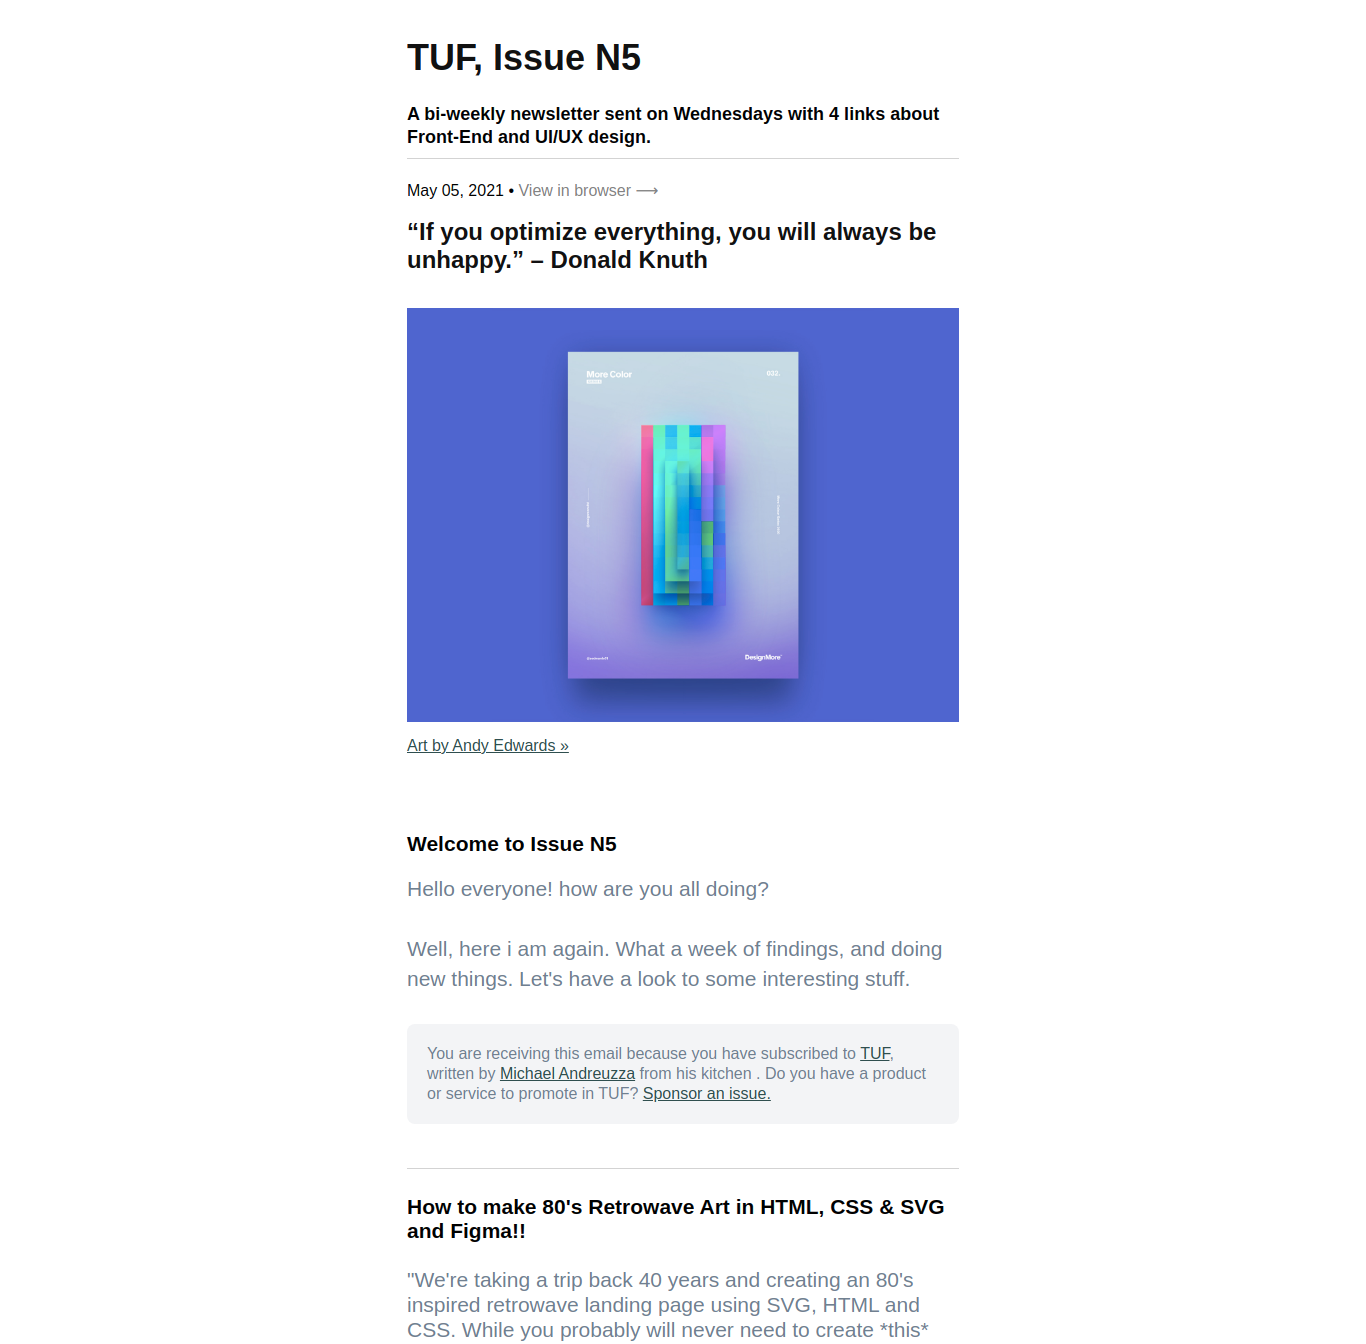 TUF, Issue N5
A bi-weekly newsletter sent on Wednesdays with 4 links about
Front-End and UI/UX design.
May 05, 2021 • View in browser ⟶
“If you optimize everything, you will always be
unhappy.” – Donald Knuth
More Color
032.
DesignMore
Art by Andy Edwards »
Welcome to Issue N5
Hello everyone! how are you all doing?
Well, here i am again. What a week of findings, and doing
new things. Let's have a look to some interesting stuff.
You are receiving this email because you have subscribed to TUF,
written by Michael Andreuzza from his kitchen . Do you have a product
or service to promote in TUF? Sponsor an issue.
How to make 80's Retrowave Art in HTML, CSS & SVG
and Figma!!
"We're taking a trip back 40 years and creating an 80's
inspired retrowave landing page using SVG, HTML and
CSS. While you probably will never need to create *this*